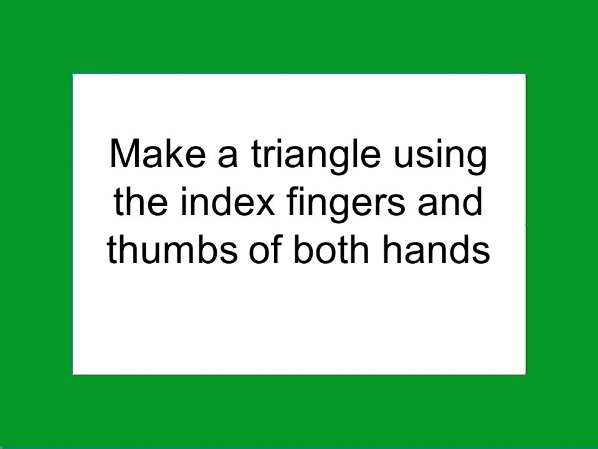 Make a triangle using
the index fingers and
thumbs of both hands